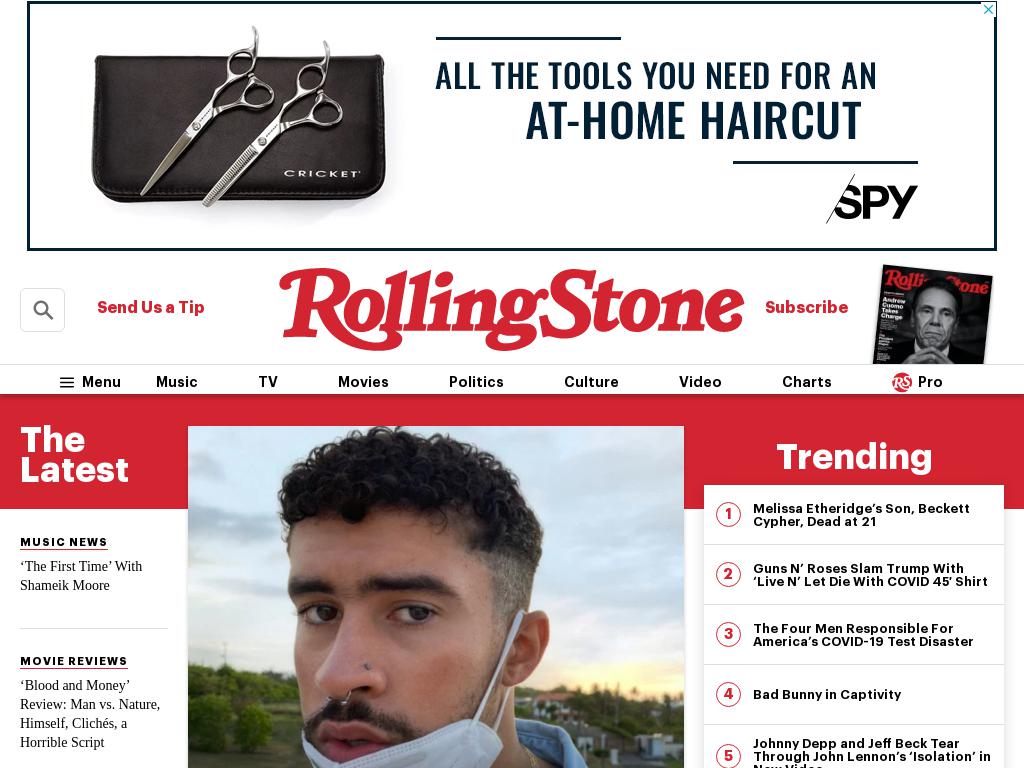 ALL THE TOOLS YOU NEED FOR AN
AT-HOME HAIRCUT
CRICKET
SPY
Send Us a Tip
RollingStone
Subscribe
RollingStone
Andrew
Cuomo
Takes
Charge
Menu
Music
TV
Movies
Politics
Culture
Video
Charts
RS Pro
The
Latest
MUSIC NEWS
‘The First Time’ With
Shameik Moore
MOVIE REVIEWS
‘Blood and Money’
Review: Man vs. Nature,
Himself, Clichés, a
Horrible Script
Trending
1 Melissa Etheridge’s Son, Beckett
Cypher, Dead at 21
2 Guns N’ Roses Slam Trump With
‘Live N’ Let Die With COVID 45’ Shirt
3 The Four Men Responsible For
America’s COVID-19 Test Disaster
4 Bad Bunny in Captivity
5 Johnny Depp and Jeff Beck Tear
Through John Lennon’s ‘Isolation’ in
New Video